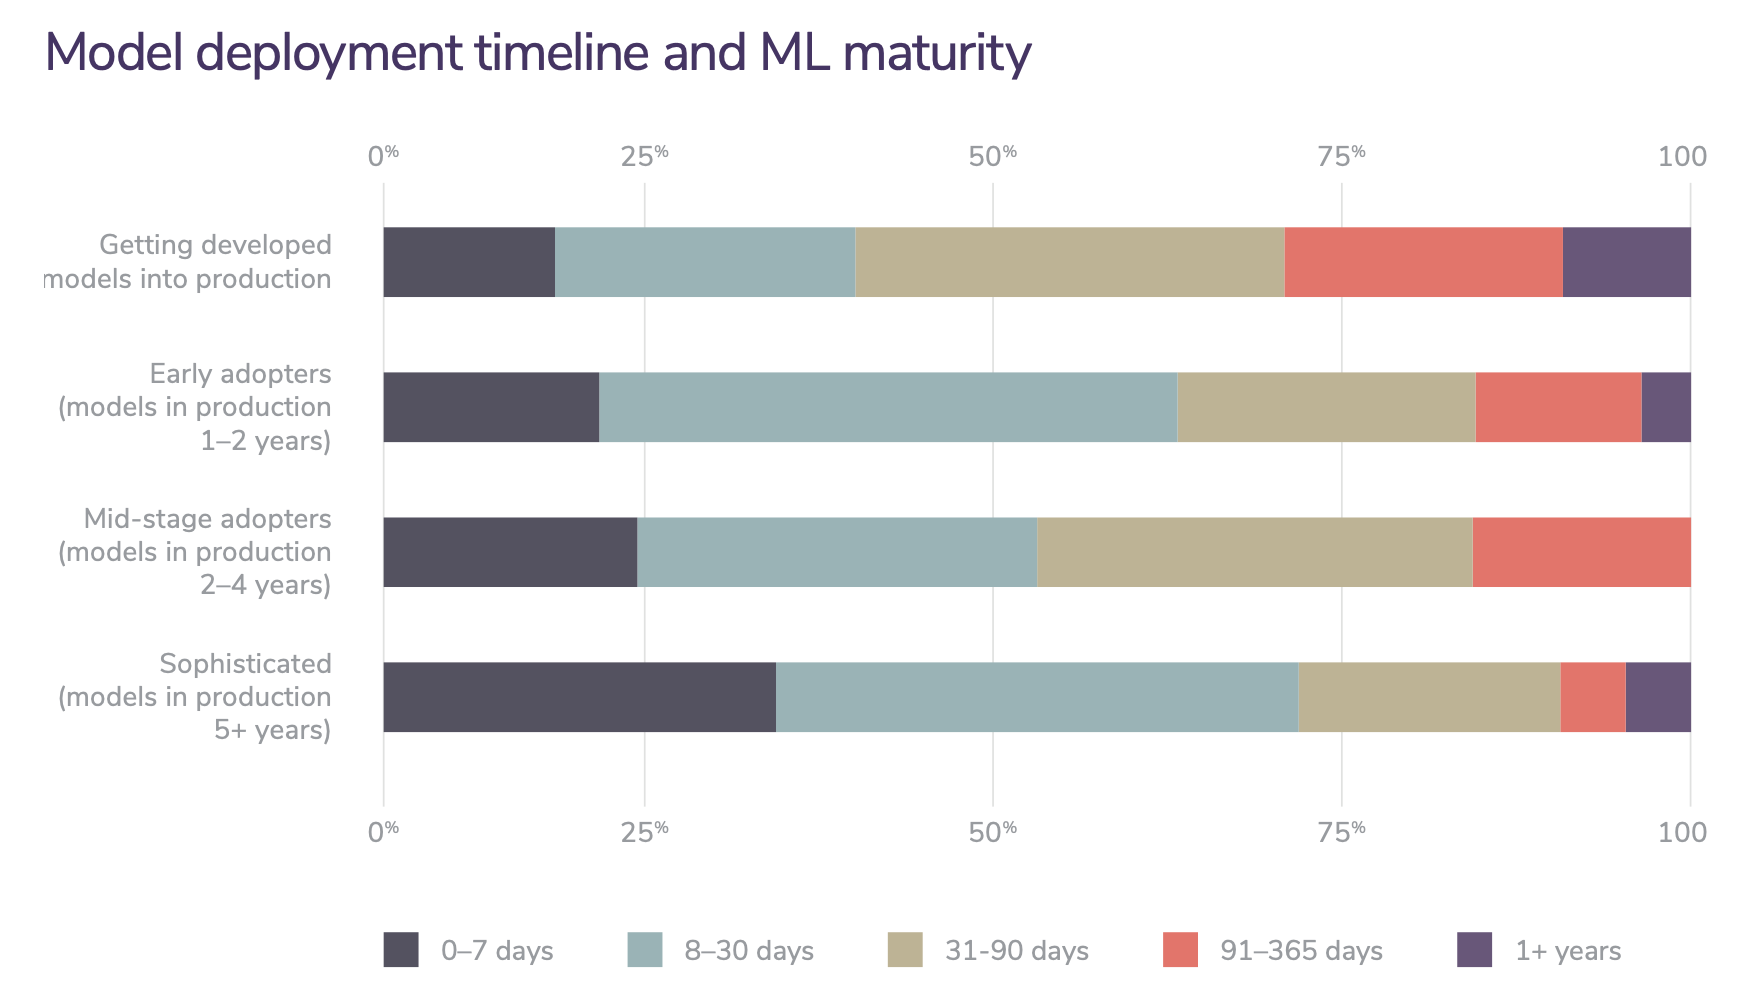 Model deployment timeline and ML maturity
0% 25% 50% 75% 100
Getting developed
models into production
Early adopters
(models in production
1–2 years)
Mid-stage adopters
(models in production
2–4 years)
Sophisticated
(models in production
5+ years)
0% 25% 50% 75% 100
0–7 days 8–30 days 31-90 days 91–365 days 1+ years